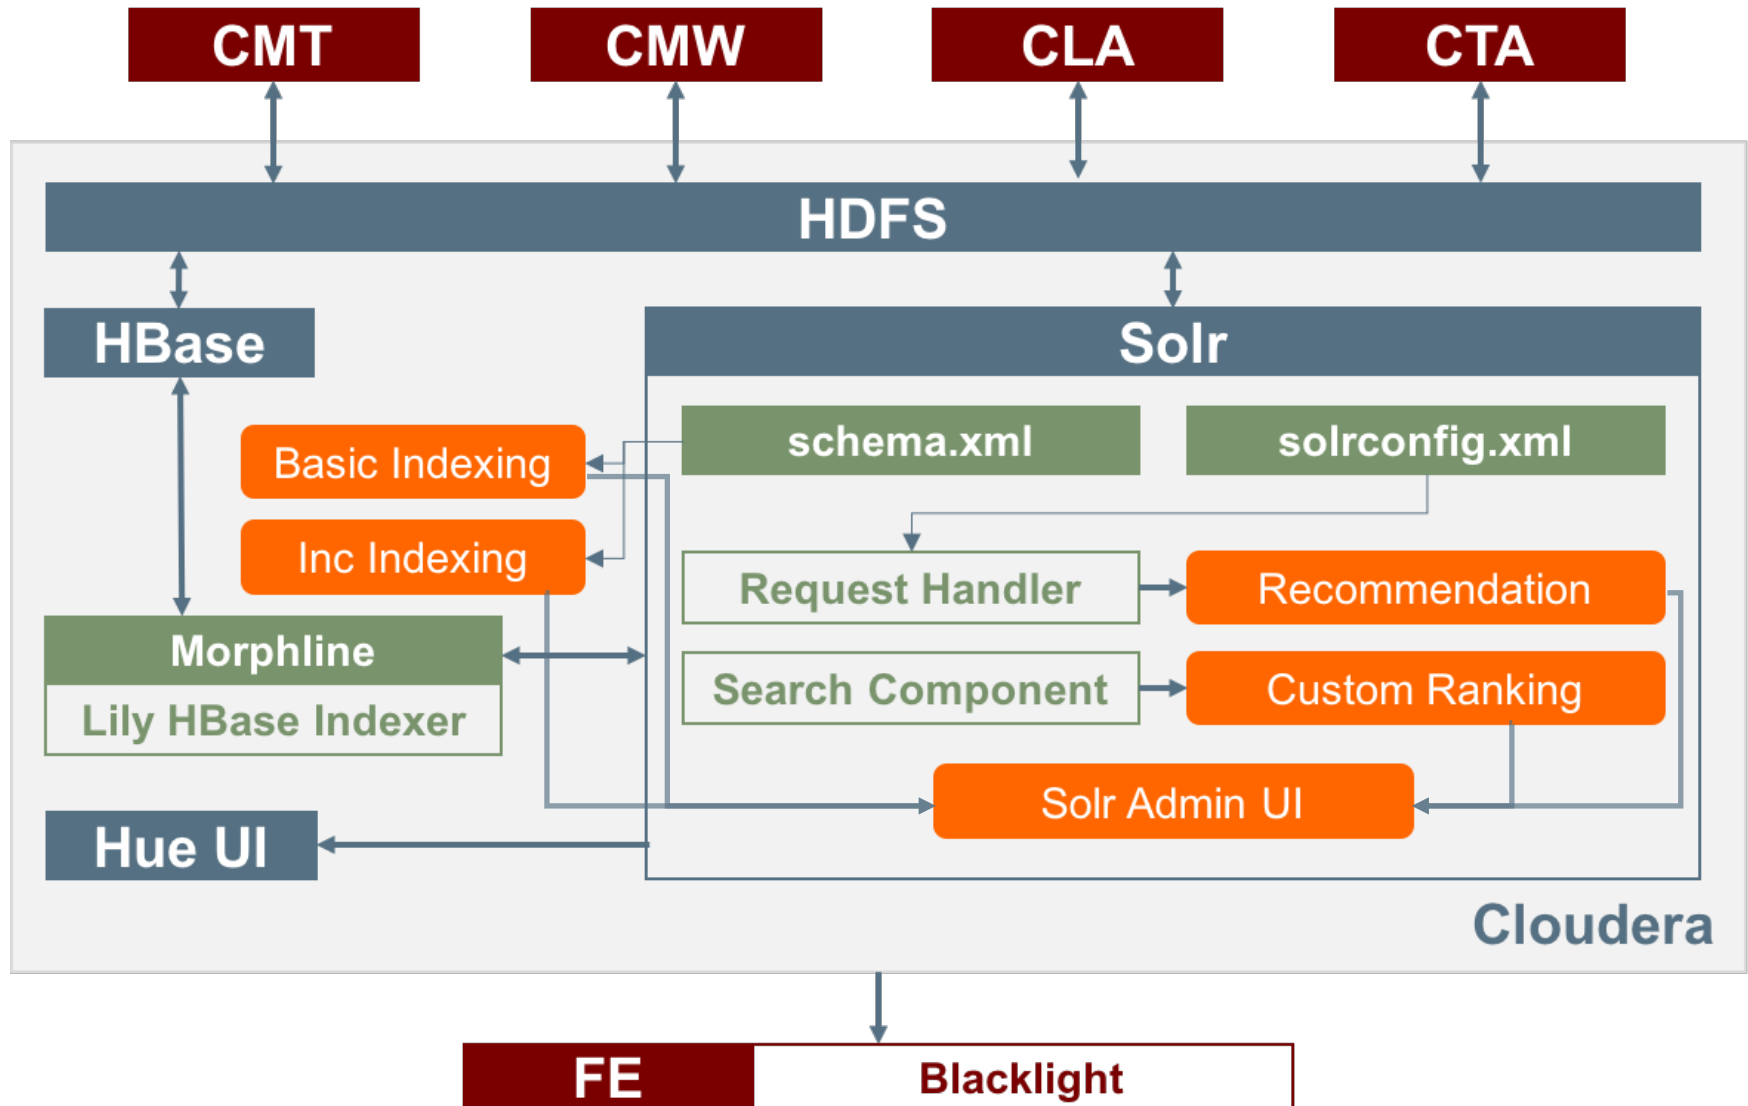 CMT
CMW
CLA
CTA
HDFS
HBase
Solr
schema.xml
solrconfig.xml
Basic Indexing
Inc Indexing
Request Handler
Recommendation
Morphline
Search Component
Custom Ranking
Lily HBase Indexer
Solr Admin UI
Hue UI
Cloudera
FE
Blacklight